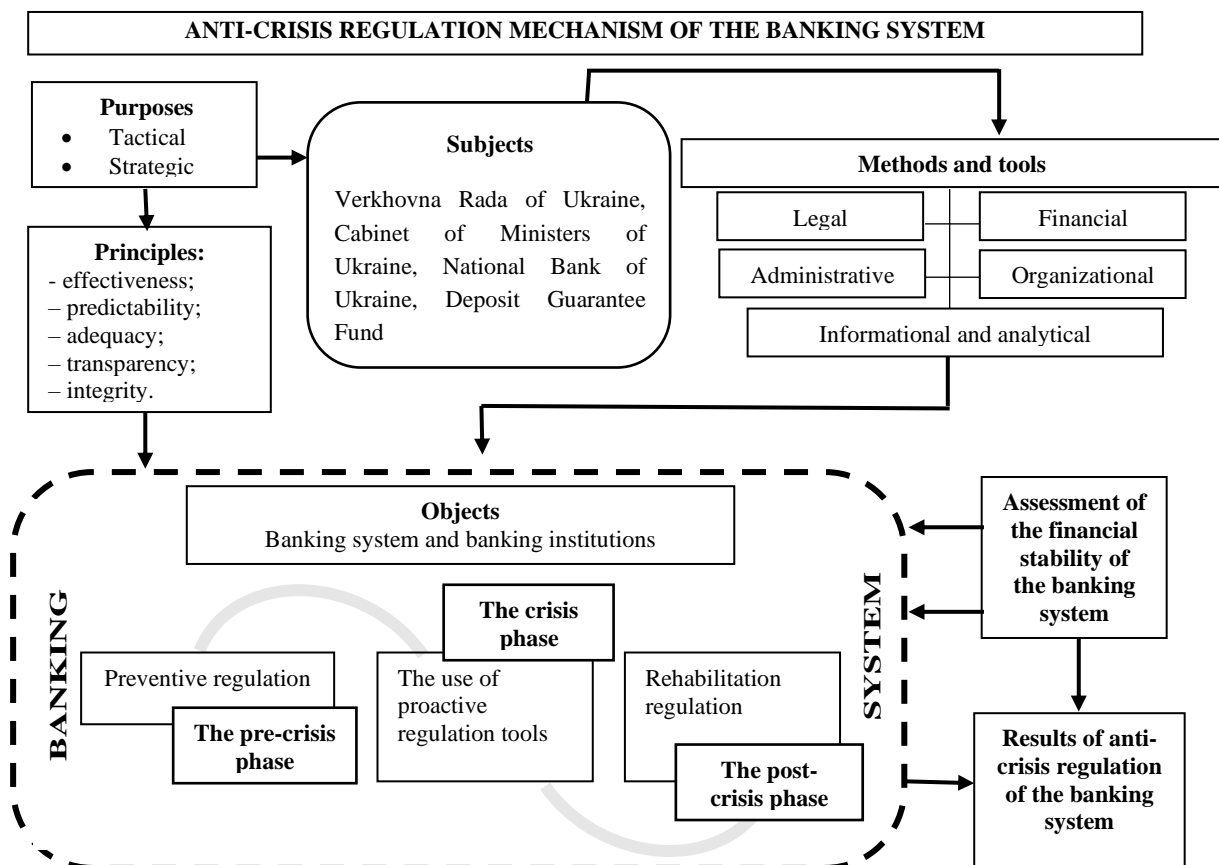 ANTI-CRISIS REGULATION MECHANISM OF THE BANKING SYSTEM
Purposes
• Tactical
• Strategic
Subjects
Verkhovna Rada of Ukraine,
Cabinet of Ministers of
Ukraine, National Bank of
Ukraine, Deposit Guarantee
Fund
Methods and tools
Legal
Financial
Administrative
Organizational
Informational and analytical
Principles:
- effectiveness;
– predictability;
– adequacy;
– transparency;
– integrity.
Objects
Banking system and banking institutions
BANKING
SYSTEM
Preventive regulation
The pre-crisis
phase
The crisis
phase
The use of
proactive
regulation tools
Rehabilitation
regulation
The post-
crisis phase
Assessment of
the financial
stability of
the banking
system
Results of anti-
crisis regulation
of the banking
system